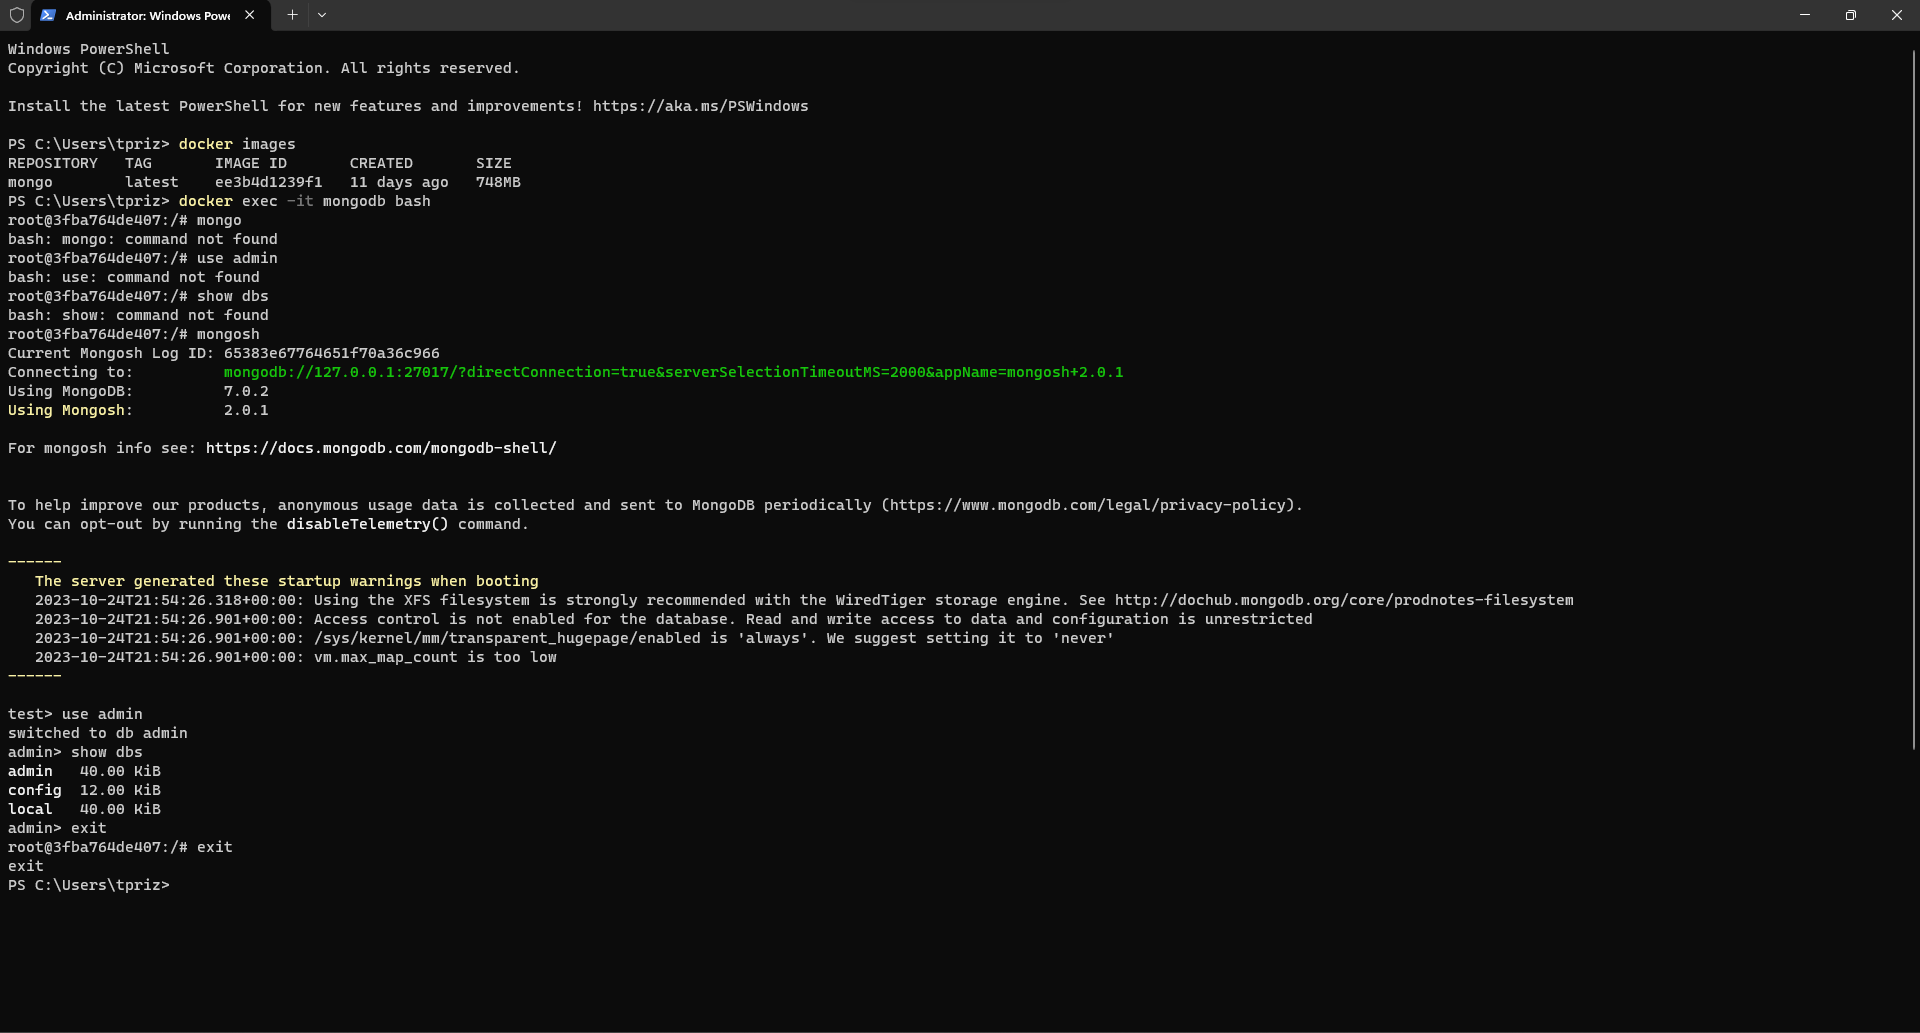 Administrator: Windows Powe
Windows PowerShell
Copyright (C) Microsoft Corporation. All rights reserved.
Install the latest PowerShell for new features and improvements! https://aka.ms/PSWindows
PS C:\Users\tpriz> docker images
REPOSITORY   TAG       IMAGE ID       CREATED       SIZE
mongo        latest    ee3b4d1239f1   11 days ago   748MB
PS C:\Users\tpriz> docker exec -it mongodb bash
root@3fba764de407:/# mongo
bash: mongo: command not found
root@3fba764de407:/# use admin
bash: use: command not found
root@3fba764de407:/# show dbs
bash: show: command not found
root@3fba764de407:/# mongosh
Current Mongosh Log ID: 65383e67764651f70a36c966
Connecting to:          mongodb://127.0.0.1:27017/?directConnection=true&serverSelectionTimeoutMS=2000&appName=mongosh+2.0.1
Using MongoDB:          7.0.2
Using Mongosh:          2.0.1
For mongosh info see: https://docs.mongodb.com/mongodb-shell/
To help improve our products, anonymous usage data is collected and sent to MongoDB periodically (https://www.mongodb.com/legal/privacy-policy).
You can opt-out by running the disableTelemetry() command.
------
   The server generated these startup warnings when booting
   2023-10-24T21:54:26.318+00:00: Using the XFS filesystem is strongly recommended with the WiredTiger storage engine. See http://dochub.mongodb.org/core/prodnotes-filesystem
   2023-10-24T21:54:26.901+00:00: Access control is not enabled for the database. Read and write access to data and configuration is unrestricted
   2023-10-24T21:54:26.901+00:00: /sys/kernel/mm/transparent_hugepage/enabled is 'always'. We suggest setting it to 'never'
   2023-10-24T21:54:26.901+00:00: vm.max_map_count is too low
------
test> use admin
switched to db admin
admin> show dbs
admin   40.00 KiB
config  12.00 KiB
local   40.00 KiB
admin> exit
root@3fba764de407:/# exit
exit
PS C:\Users\tpriz>